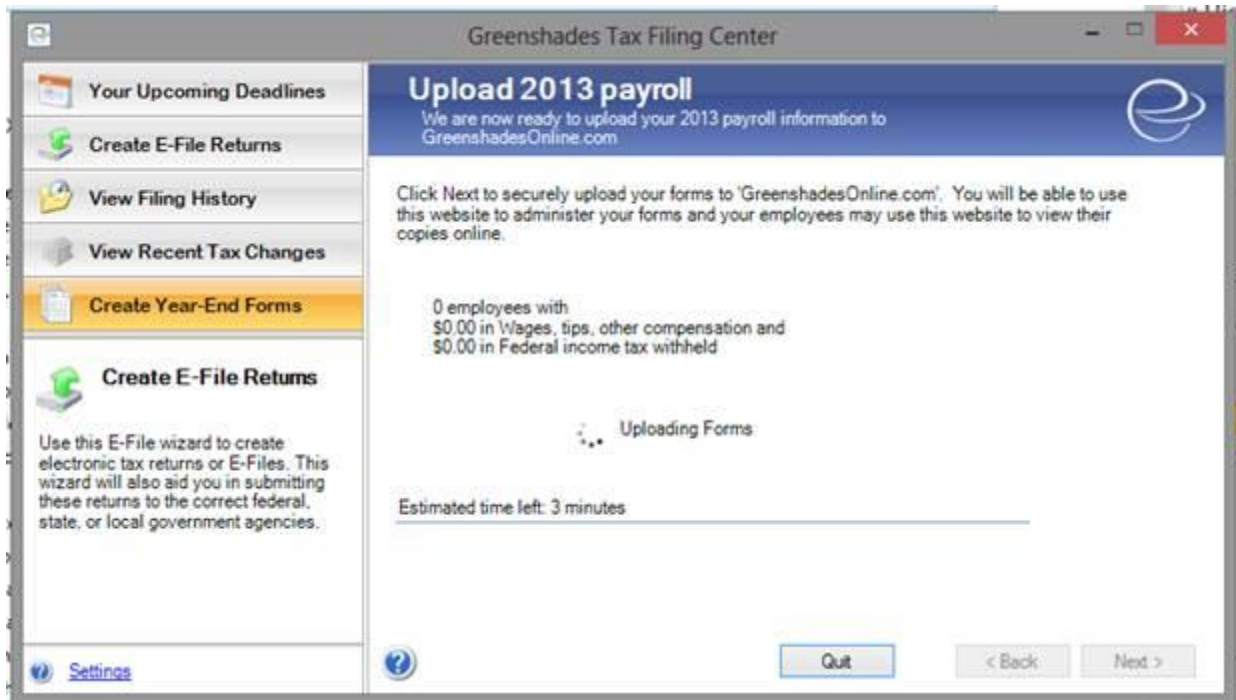 Greenshades Tax Filing Center
Your Upcoming Deadlines
Create E-File Returns
View Filing History
View Recent Tax Changes
Create Year-End Forms
Create E-File Returns
Use this E-File wizard to create
electronic tax returns or E-Files. This
wizard will also aid you in submitting
these returns to the correct federal,
state, or local government agencies.
Settings
Upload 2013 payroll
We are now ready to upload your 2013 payroll information to
GreenshadesOnline.com
Click Next to securely upload your forms to 'GreenshadesOnline.com'. You will be able to use
this website to administer your forms and your employees may use this website to view their
copies online.
0 employees with
$0.00 in Wages, tips, other compensation and
$0.00 in Federal income tax withheld
Uploading Forms
Estimated time left: 3 minutes
Quit
< Back
Next >